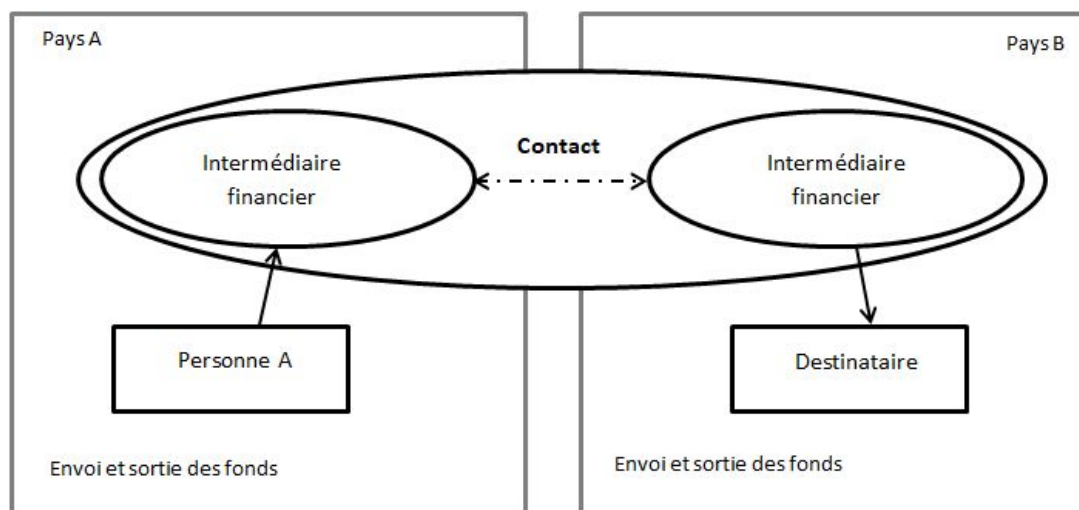 Pays A
Pays B
Contact
Intermédiaire
financier
Intermédiaire
financier
Personne A
Destinataire
Envoi et sortie des fonds
Envoi et sortie des fonds